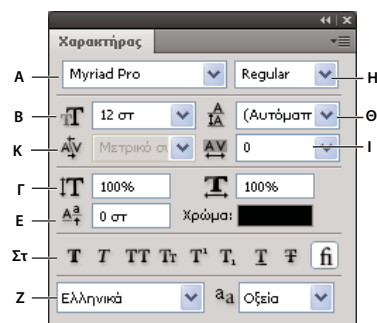 Χαρακτήρας
Α Myriad Pro Regular Η
Β 12 στ (Αυτόματ Θ
Κ Μετρικό σι 0 Ι
Γ 100% 100%
Ε 0 στ Χρώμα:
Στ T T TT Tr T¹ T₁ T T fi
Ζ Ελληνικά aa Οξεία